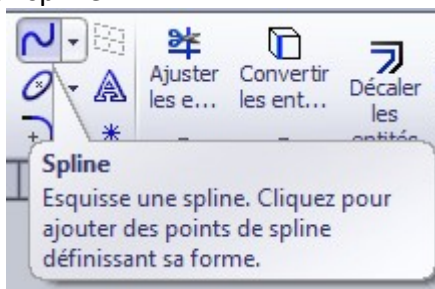 Ajuster Convertir Décaler
les e... les ent... les
entités
Spline
Esquisse une spline. Cliquez pour
ajouter des points de spline
définissant sa forme.